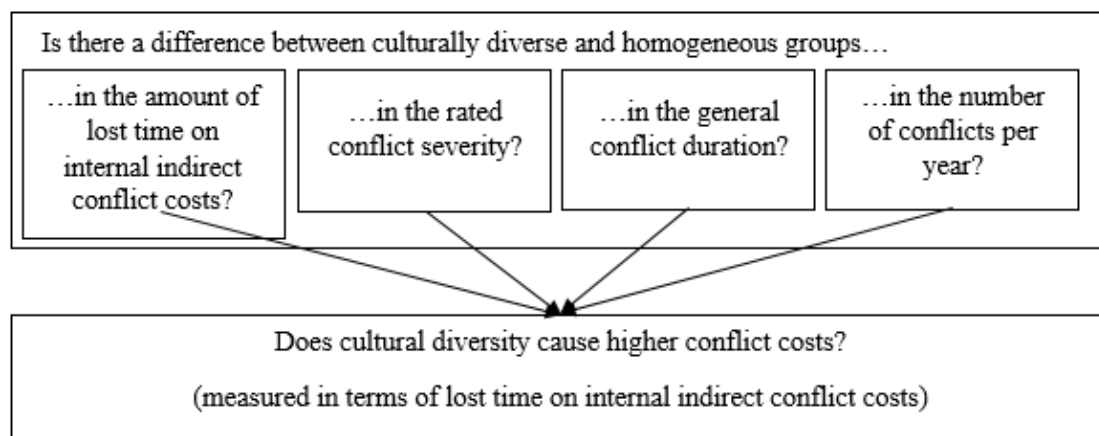 Is there a difference between culturally diverse and homogeneous groups…
…in the amount of
lost time on
internal indirect
conflict costs?
…in the rated
conflict severity?
…in the general
conflict duration?
…in the number
of conflicts per
year?
Does cultural diversity cause higher conflict costs?
(measured in terms of lost time on internal indirect conflict costs)